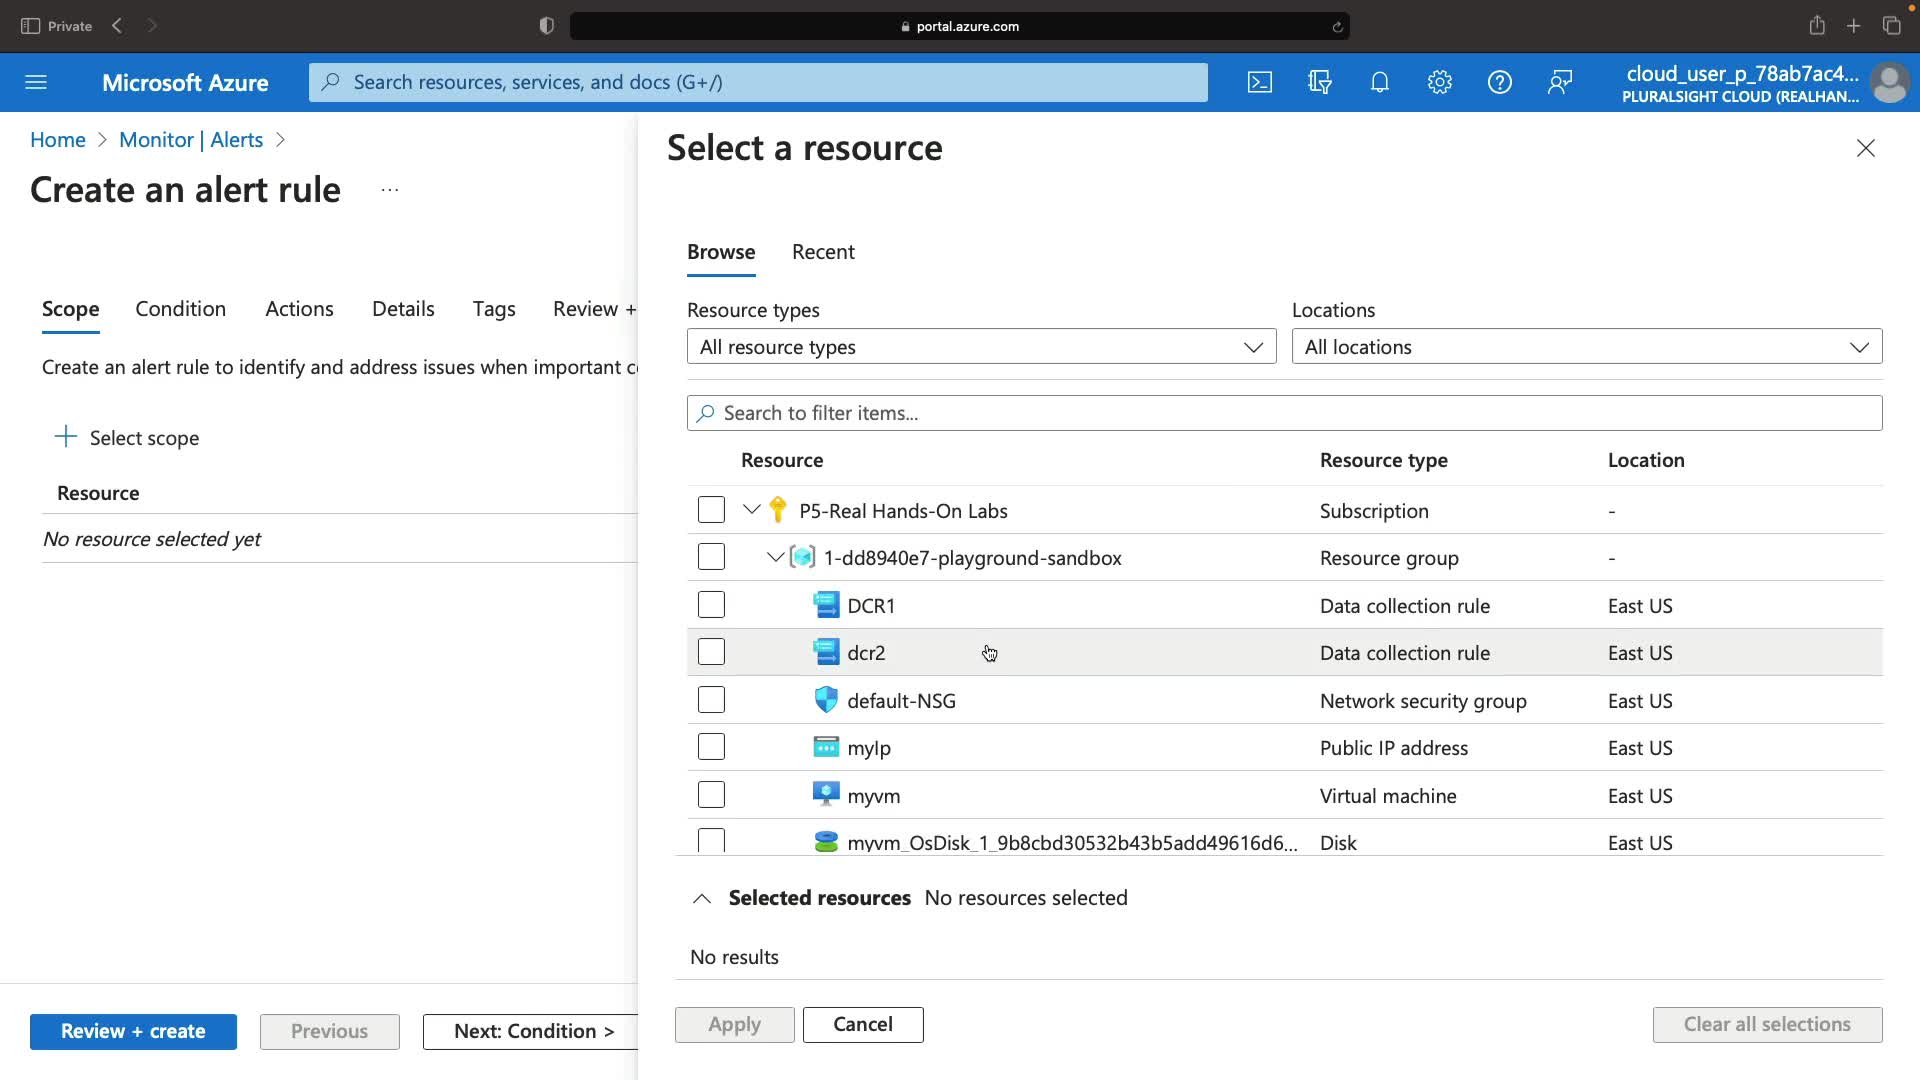 Private
portal.azure.com
Microsoft Azure
Search resources, services, and docs (G+/)
cloud_user_p_78ab7ac4...
PLURALSIGHT CLOUD (REALHAN...
Home > Monitor | Alerts >
Create an alert rule ...
Scope Condition Actions Details Tags Review +
Create an alert rule to identify and address issues when important c
Select scope
Resource
No resource selected yet
Review + create Previous Next: Condition >
Select a resource
Browse Recent
Resource types Locations
All resource types All locations
Search to filter items...
Resource Resource type Location
P5-Real Hands-On Labs Subscription -
1-dd8940e7-playground-sandbox Resource group -
DCR1 Data collection rule East US
dcr2 Data collection rule East US
default-NSG Network security group East US
myIp Public IP address East US
myvm Virtual machine East US
myvm_OsDisk_1_9b8cbd30532b43b5add49616d6... Disk East US
Selected resources No resources selected
No results
Apply Cancel Clear all selections